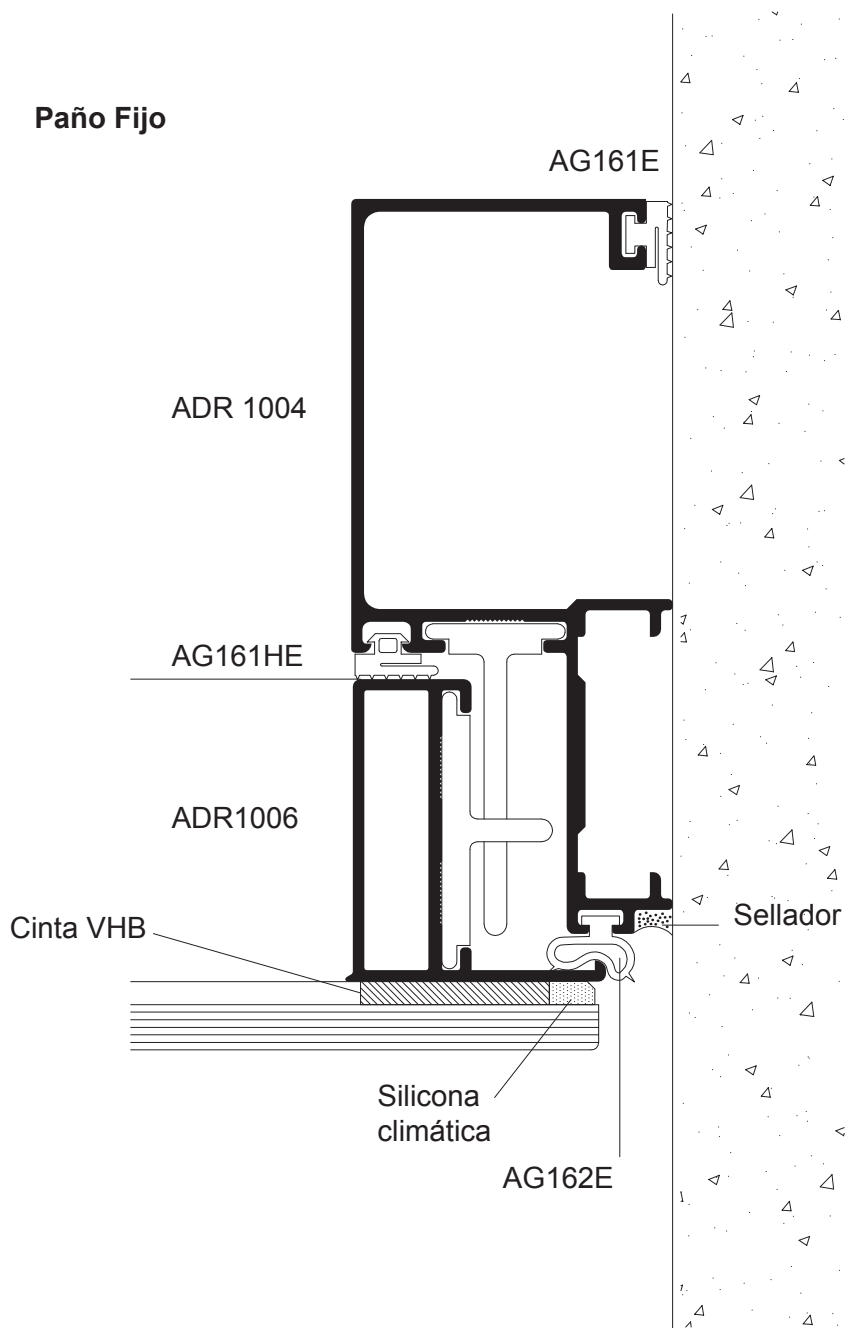 Paño Fijo
AG161E
ADR 1004
AG161HE
ADR1006
Cinta VHB
Sellador
Silicona
climática
AG162E